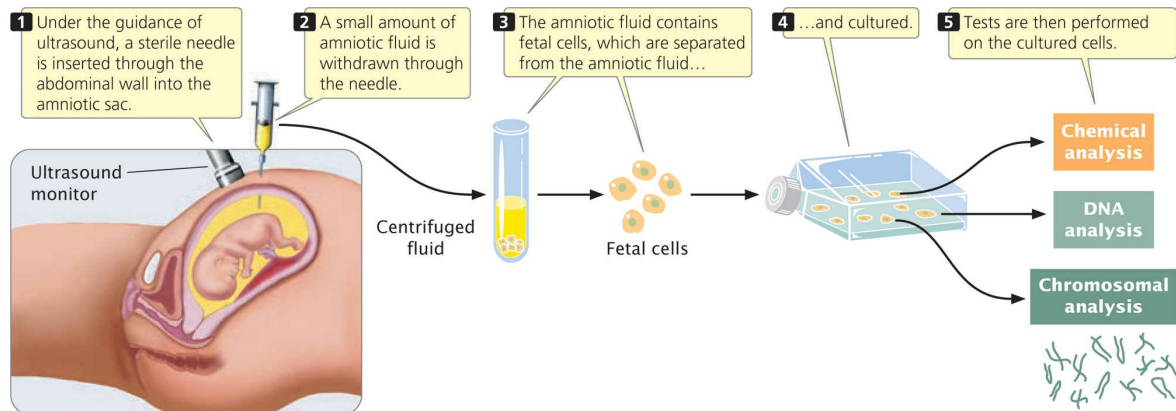 1 Under the guidance of
ultrasound, a sterile needle
is inserted through the
abdominal wall into the
amniotic sac.
2 A small amount of
amniotic fluid is
withdrawn through
the needle.
3 The amniotic fluid contains
fetal cells, which are separated
from the amniotic fluid…
4 …and cultured.
5 Tests are then performed
on the cultured cells.
Ultrasound
monitor
Centrifuged
fluid
Fetal cells
Chemical
analysis
DNA
analysis
Chromosomal
analysis